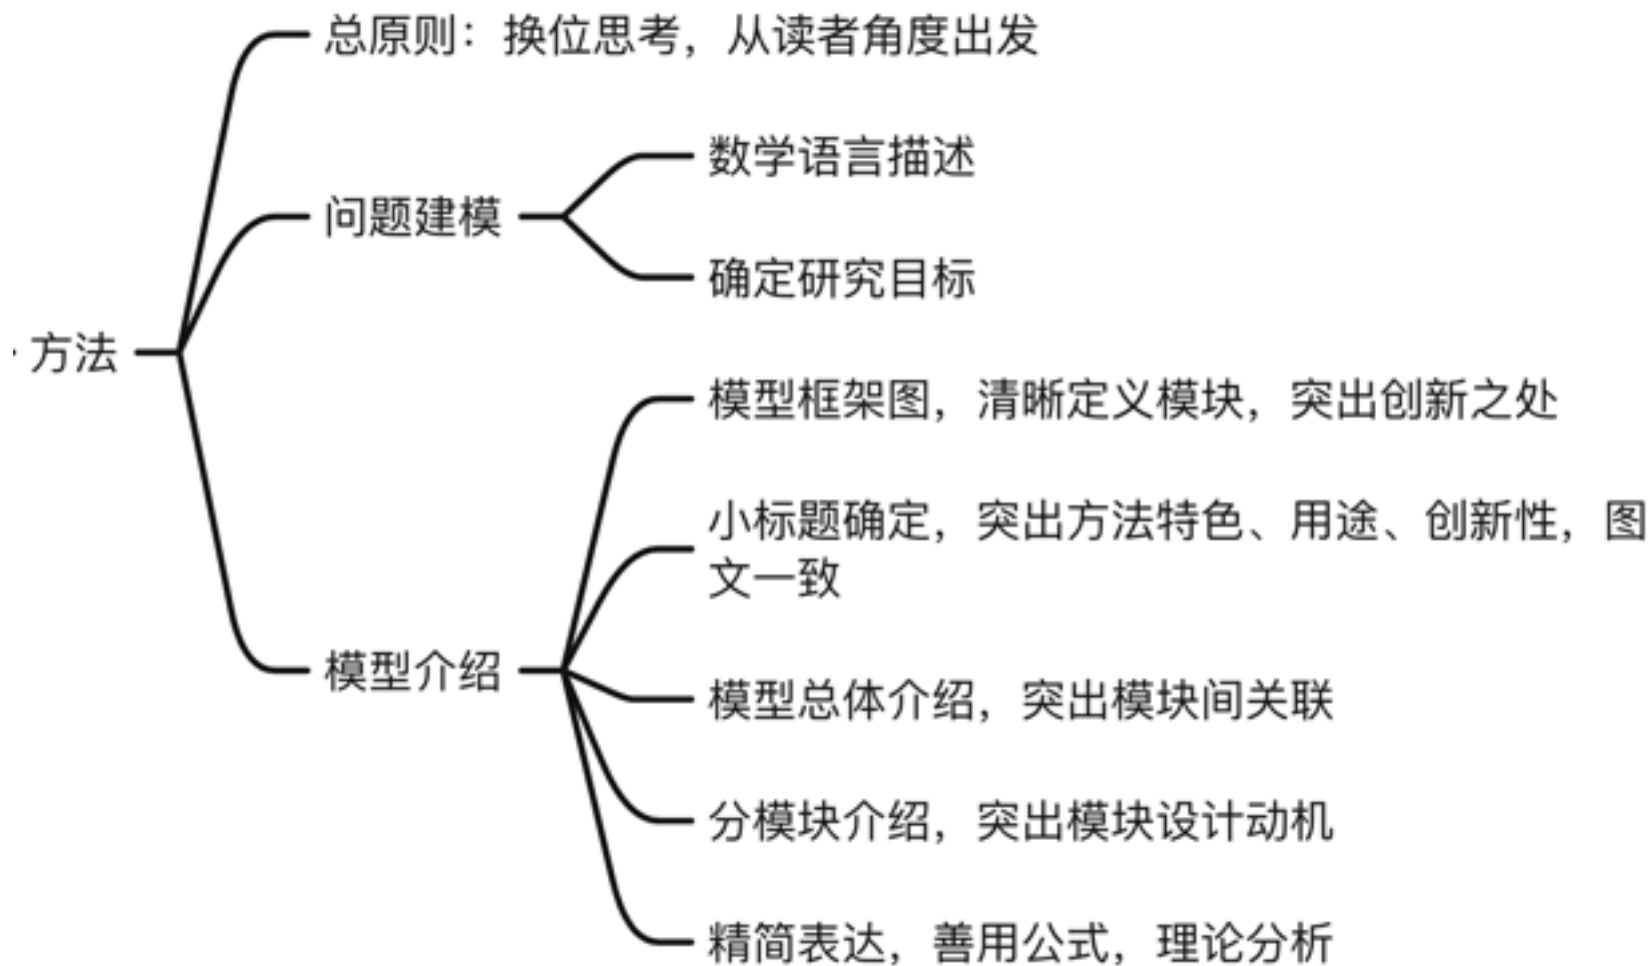 总原则：换位思考，从读者角度出发
数学语言描述
问题建模
确定研究目标
方法
模型框架图，清晰定义模块，突出创新之处
小标题确定，突出方法特色、用途、创新性，图
文一致
模型介绍
模型总体介绍，突出模块间关联
分模块介绍，突出模块设计动机
精简表达，善用公式，理论分析